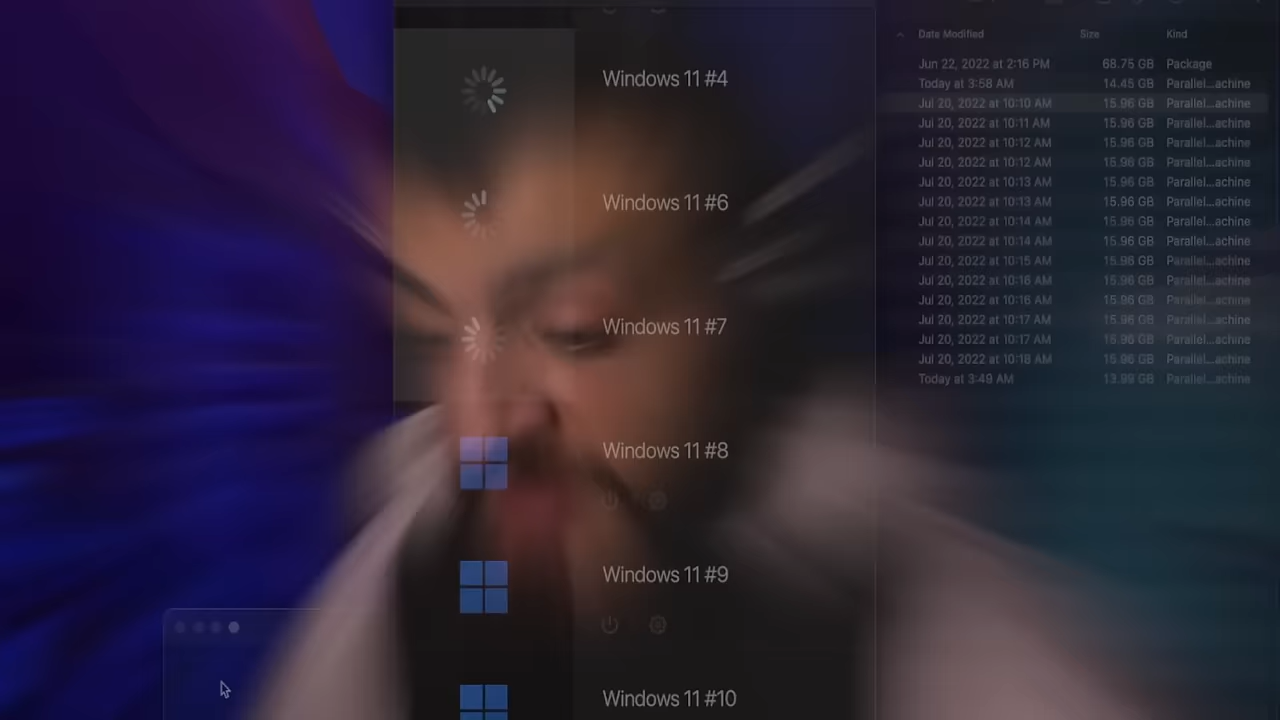 Windows 11 #4
Windows 11 #6
Windows 11 #7
Windows 11 #8
Windows 11 #9
Windows 11 #10
Date Modified Size Kind
Jun 22, 2022 at 2:16 PM 68.75 GB Package
Today at 3:58 AM 14.45 GB Parallel...achine
Jul 20, 2022 at 10:10 AM 15.96 GB Parallel...achine
Jul 20, 2022 at 10:11 AM 15.96 GB Parallel...achine
Jul 20, 2022 at 10:12 AM 15.96 GB Parallel...achine
Jul 20, 2022 at 10:12 AM 15.96 GB Parallel...achine
Jul 20, 2022 at 10:13 AM 15.96 GB Parallel...achine
Jul 20, 2022 at 10:13 AM 15.96 GB Parallel...achine
Jul 20, 2022 at 10:14 AM 15.96 GB Parallel...achine
Jul 20, 2022 at 10:14 AM 15.96 GB Parallel...achine
Jul 20, 2022 at 10:15 AM 15.96 GB Parallel...achine
Jul 20, 2022 at 10:16 AM 15.96 GB Parallel...achine
Jul 20, 2022 at 10:16 AM 15.96 GB Parallel...achine
Jul 20, 2022 at 10:17 AM 15.96 GB Parallel...achine
Jul 20, 2022 at 10:17 AM 15.96 GB Parallel...achine
Jul 20, 2022 at 10:18 AM 15.96 GB Parallel...achine
Today at 3:49 AM 13.99 GB Parallel...achine